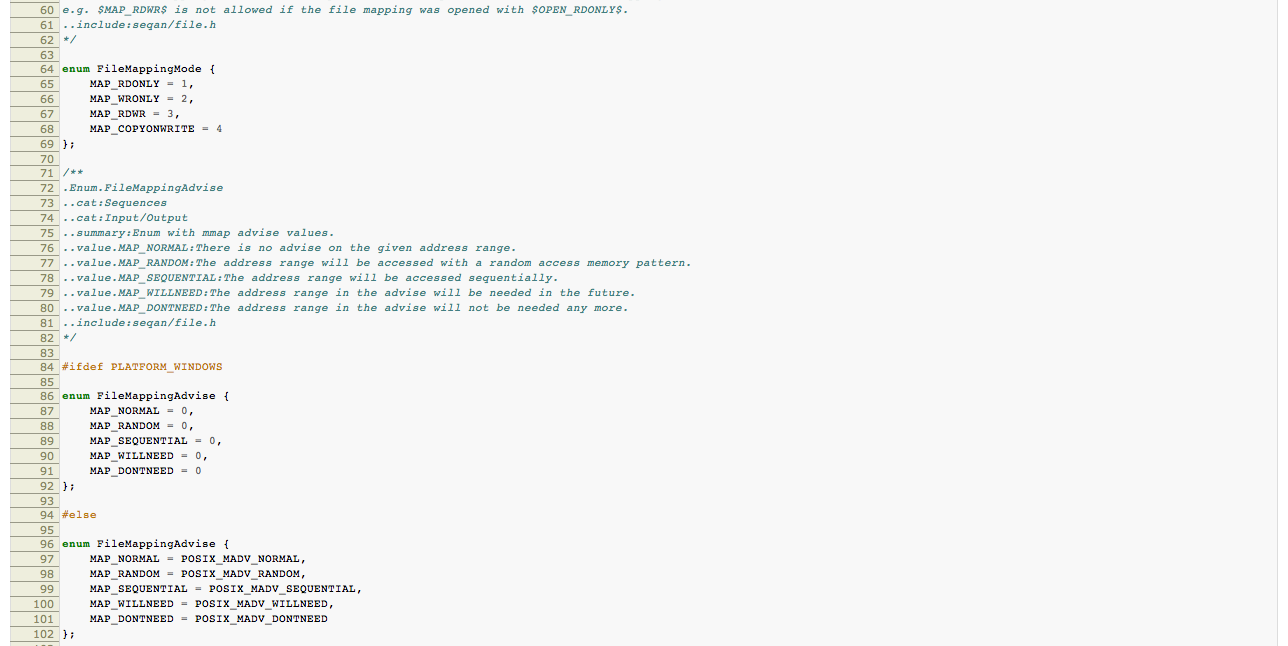 60 e.g. $MAP_RDWR$ is not allowed if the file mapping was opened with $OPEN_RDONLY$.
61 ..include:seqan/file.h
62 */
63
64 enum FileMappingMode {
65     MAP_RDONLY = 1,
66     MAP_WRONLY = 2,
67     MAP_RDWR = 3,
68     MAP_COPYONWRITE = 4
69 };
70
71 /**
72 .Enum.FileMappingAdvise
73 ..cat:Sequences
74 ..cat:Input/Output
75 ..summary:Enum with mmap advise values.
76 ..value.MAP_NORMAL:There is no advise on the given address range.
77 ..value.MAP_RANDOM:The address range will be accessed with a random access memory pattern.
78 ..value.MAP_SEQUENTIAL:The address range will be accessed sequentially.
79 ..value.MAP_WILLNEED:The address range in the advise will be needed in the future.
80 ..value.MAP_DONTNEED:The address range in the advise will not be needed any more.
81 ..include:seqan/file.h
82 */
83
84 #ifdef PLATFORM_WINDOWS
85
86 enum FileMappingAdvise {
87     MAP_NORMAL = 0,
88     MAP_RANDOM = 0,
89     MAP_SEQUENTIAL = 0,
90     MAP_WILLNEED = 0,
91     MAP_DONTNEED = 0
92 };
93
94 #else
95
96 enum FileMappingAdvise {
97     MAP_NORMAL = POSIX_MADV_NORMAL,
98     MAP_RANDOM = POSIX_MADV_RANDOM,
99     MAP_SEQUENTIAL = POSIX_MADV_SEQUENTIAL,
100     MAP_WILLNEED = POSIX_MADV_WILLNEED,
101     MAP_DONTNEED = POSIX_MADV_DONTNEED
102 };